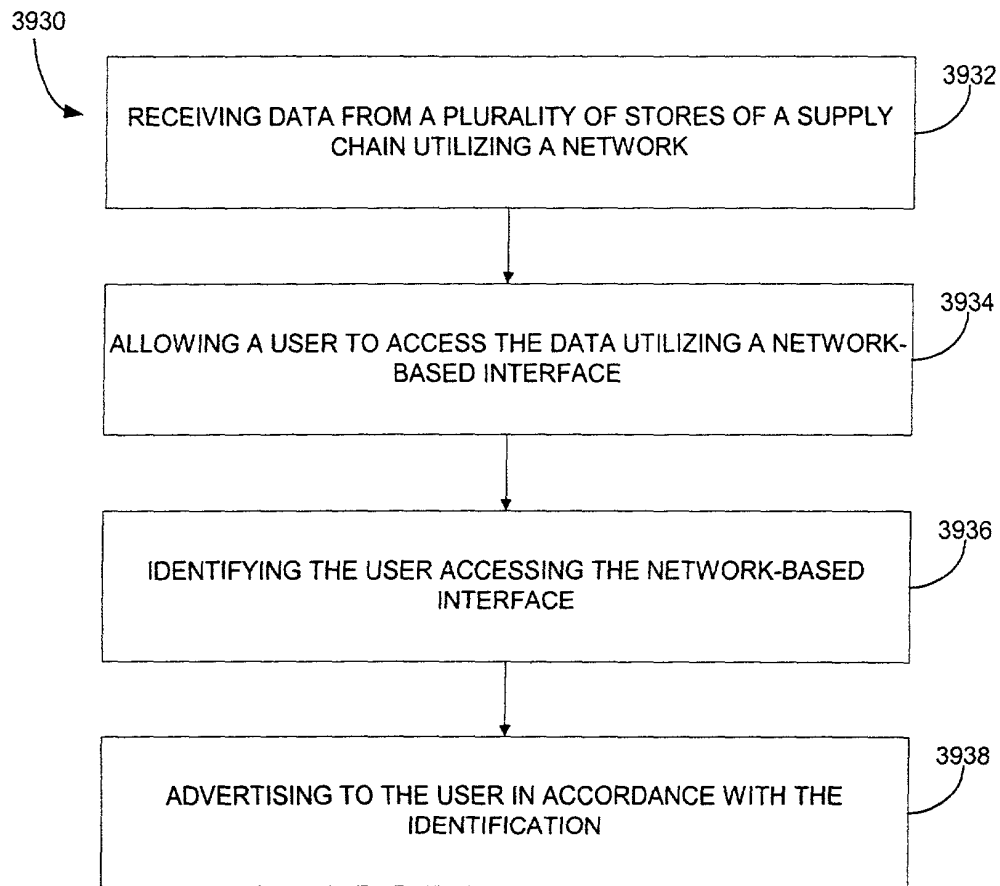 3930
3932
RECEIVING DATA FROM A PLURALITY OF STORES OF A SUPPLY
CHAIN UTILIZING A NETWORK
3934
ALLOWING A USER TO ACCESS THE DATA UTILIZING A NETWORK-
BASED INTERFACE
3936
IDENTIFYING THE USER ACCESSING THE NETWORK-BASED
INTERFACE
3938
ADVERTISING TO THE USER IN ACCORDANCE WITH THE
IDENTIFICATION